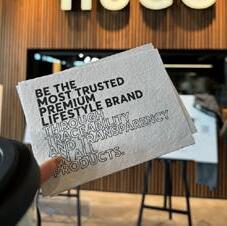 BE THE
MOST TRUSTED
PREMIUM
LIFESTYLE BRAND
THROUGH
TRACEABILITY
AND TRANSPARENCY
IN ALL
PRODUCTS.